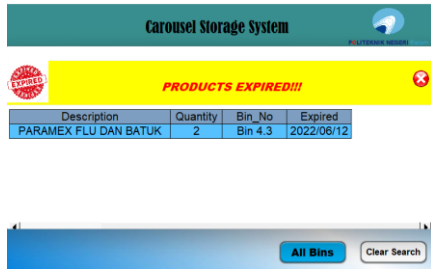 Carousel Storage System
POLITEKNIK NEGERI
EXPIRED
PRODUCTS EXPIRED!!!
Description Quantity Bin_No Expired
PARAMEX FLU DAN BATUK 2 Bin 4.3 2022/06/12
All Bins Clear Search